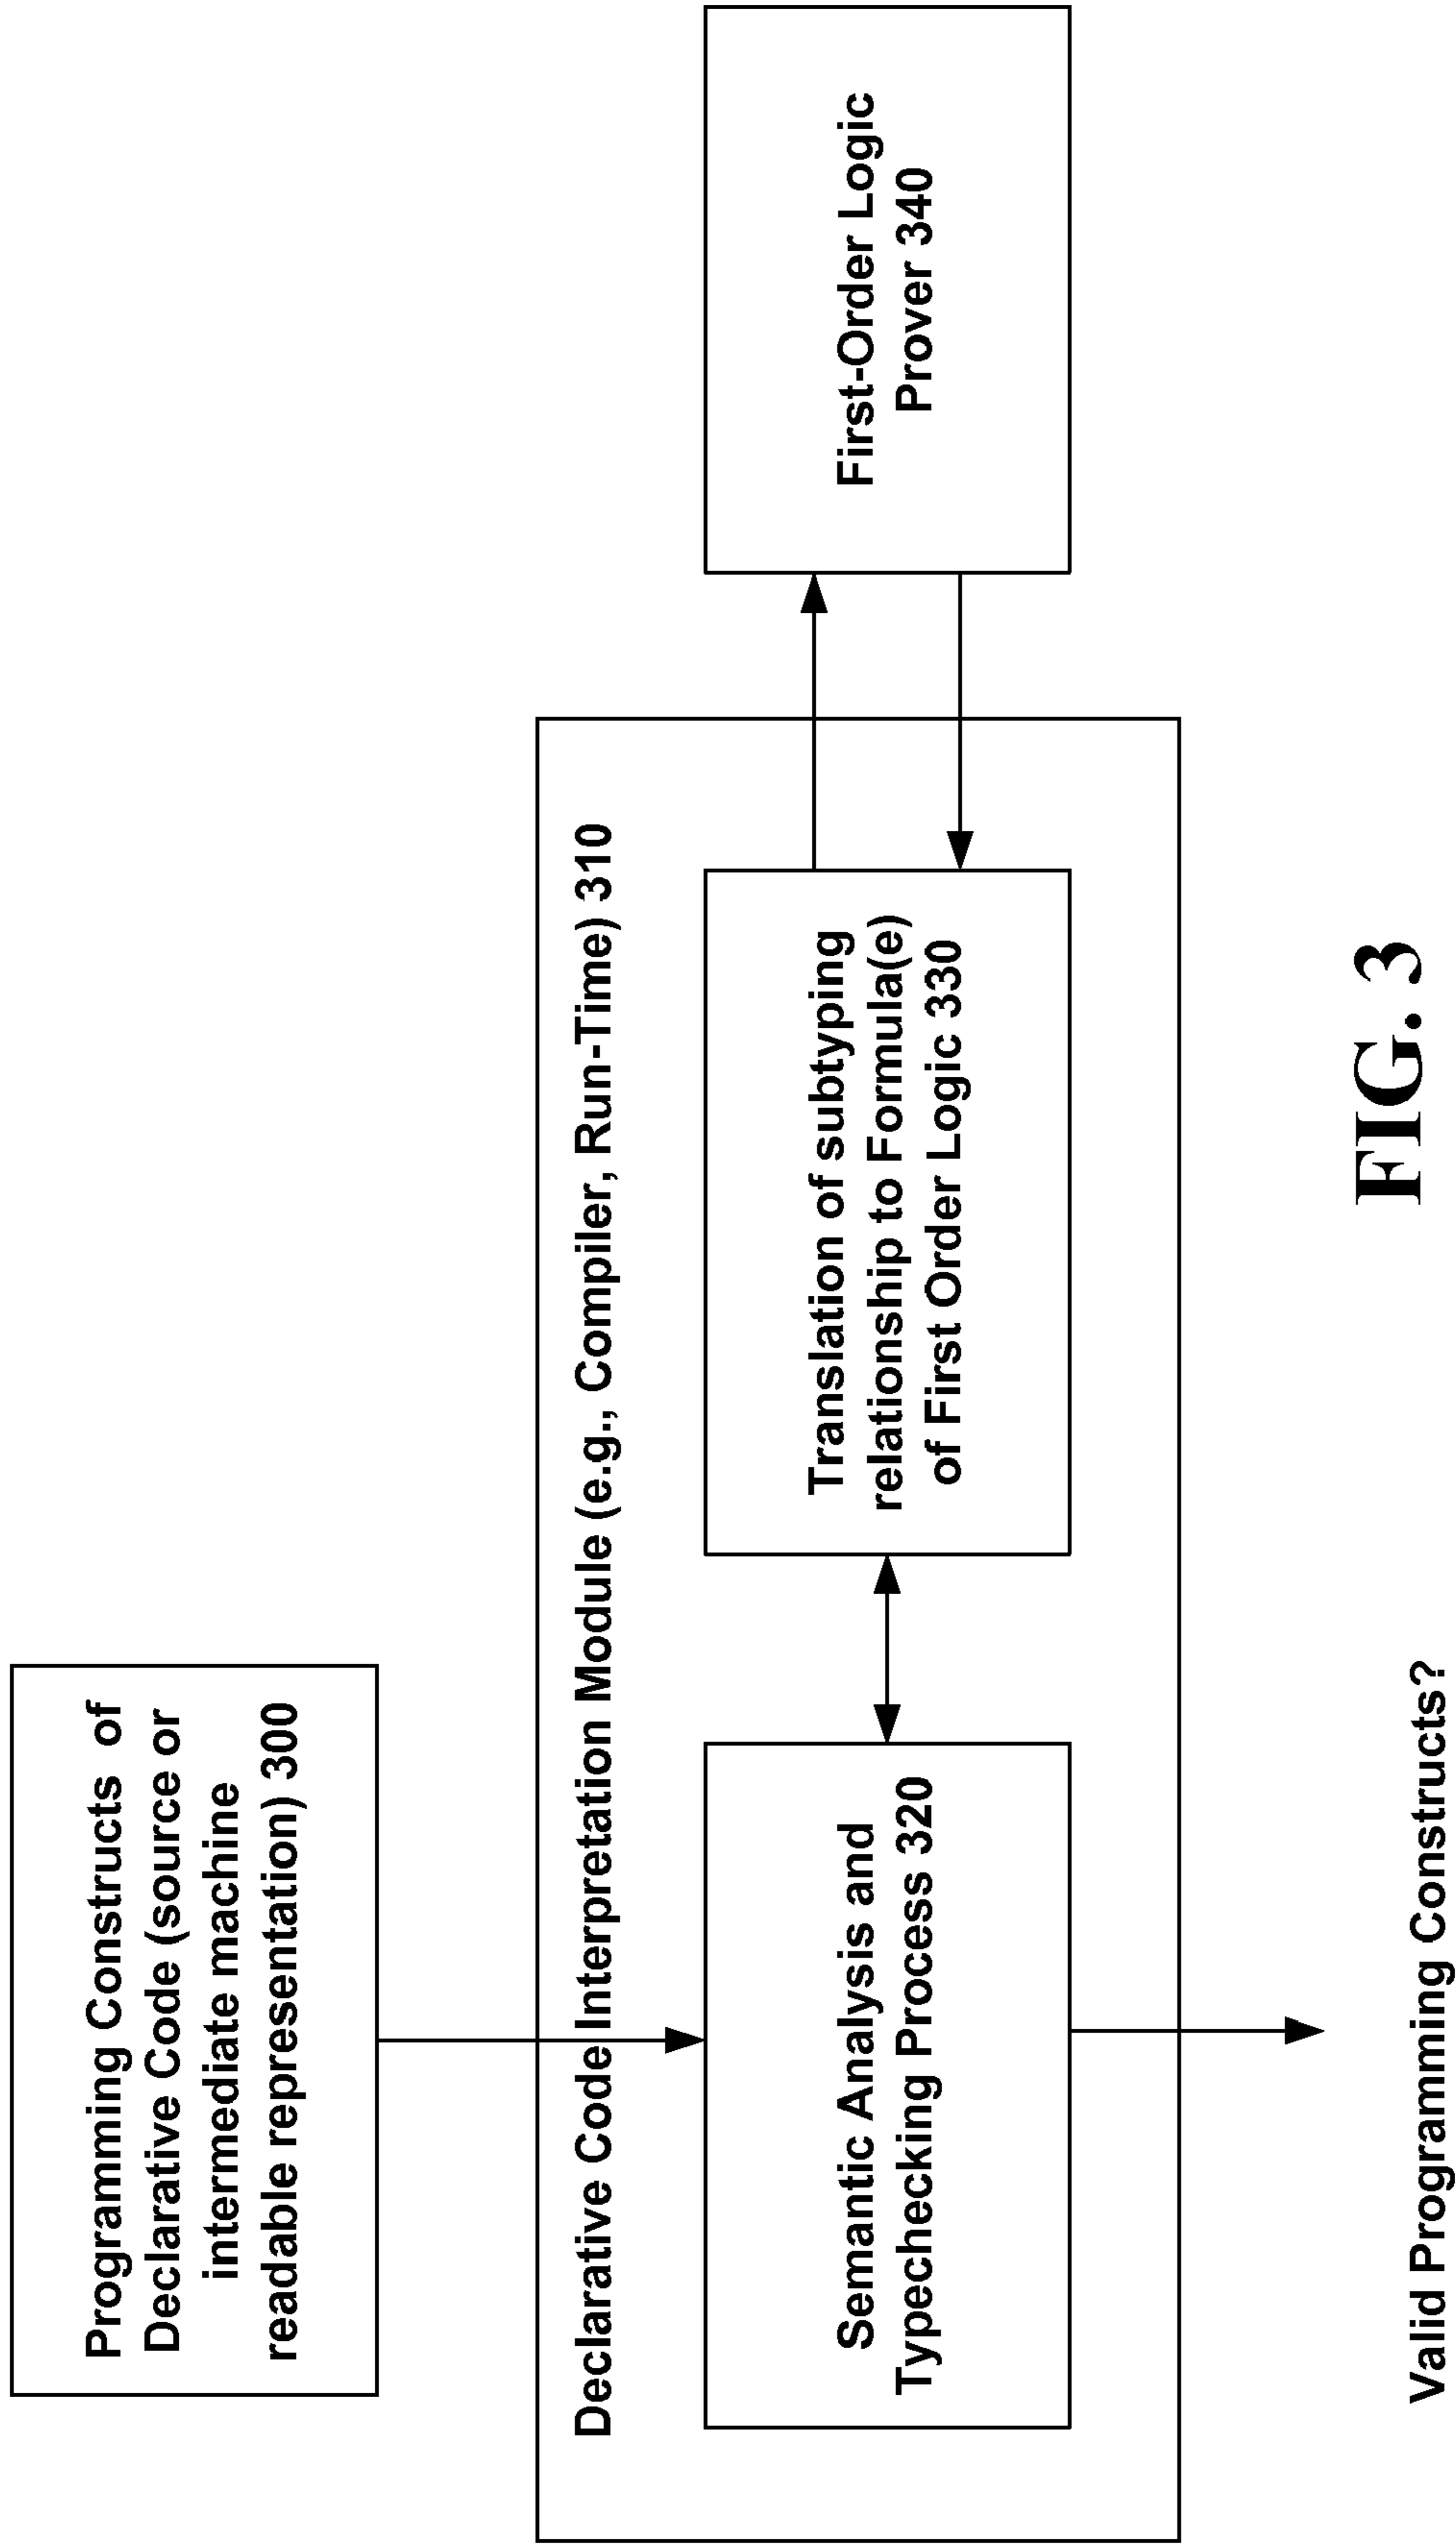 Programming Constructs of
Declarative Code (source or
intermediate machine
readable representation) 300
Declarative Code Interpretation Module (e.g., Compiler, Run-Time) 310
Semantic Analysis and
Typechecking Process 320
Translation of subtyping
relationship to Formula(e)
of First Order Logic 330
First-Order Logic
Prover 340
Valid Programming Constructs?
FIG. 3